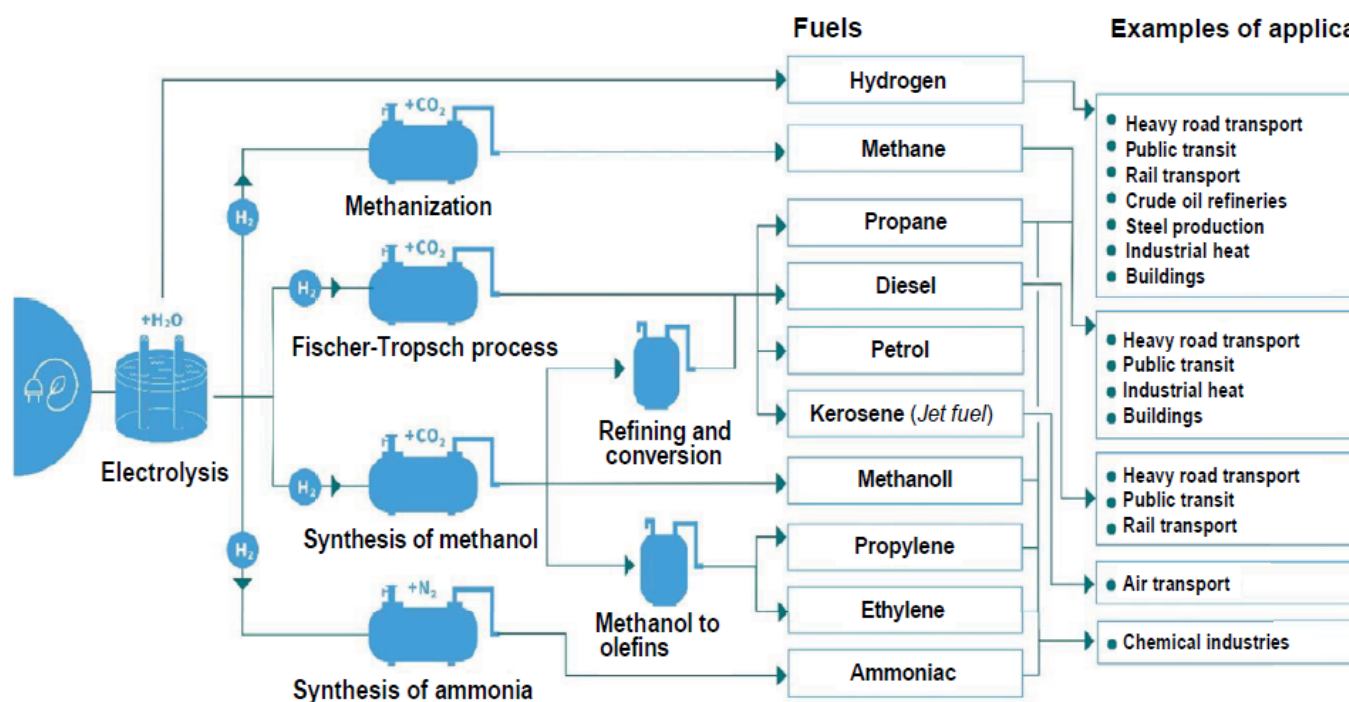 Fuels
Examples of applica
Hydrogen
Methane
Propane
Diesel
Petrol
Kerosene (Jet fuel)
Methanoll
Propylene
Ethylene
Ammoniac
+H₂O
Electrolysis
H₂
H₂
H₂
H₂
+CO₂
Methanization
+CO₂
Fischer-Tropsch process
+CO₂
Synthesis of methanol
+N₂
Synthesis of ammonia
Refining and
conversion
Methanol to
olefins
Heavy road transport
Public transit
Rail transport
Crude oil refineries
Steel production
Industrial heat
Buildings
Heavy road transport
Public transit
Industrial heat
Buildings
Heavy road transport
Public transit
Rail transport
Air transport
Chemical industries